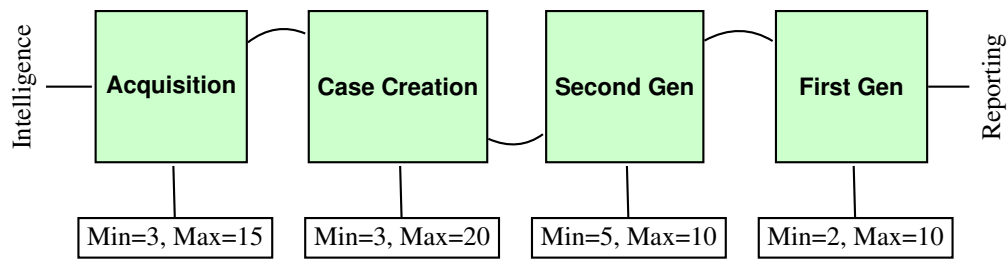 Intelligence
Acquisition
Case Creation
Second Gen
First Gen
Reporting
Min=3, Max=15
Min=3, Max=20
Min=5, Max=10
Min=2, Max=10